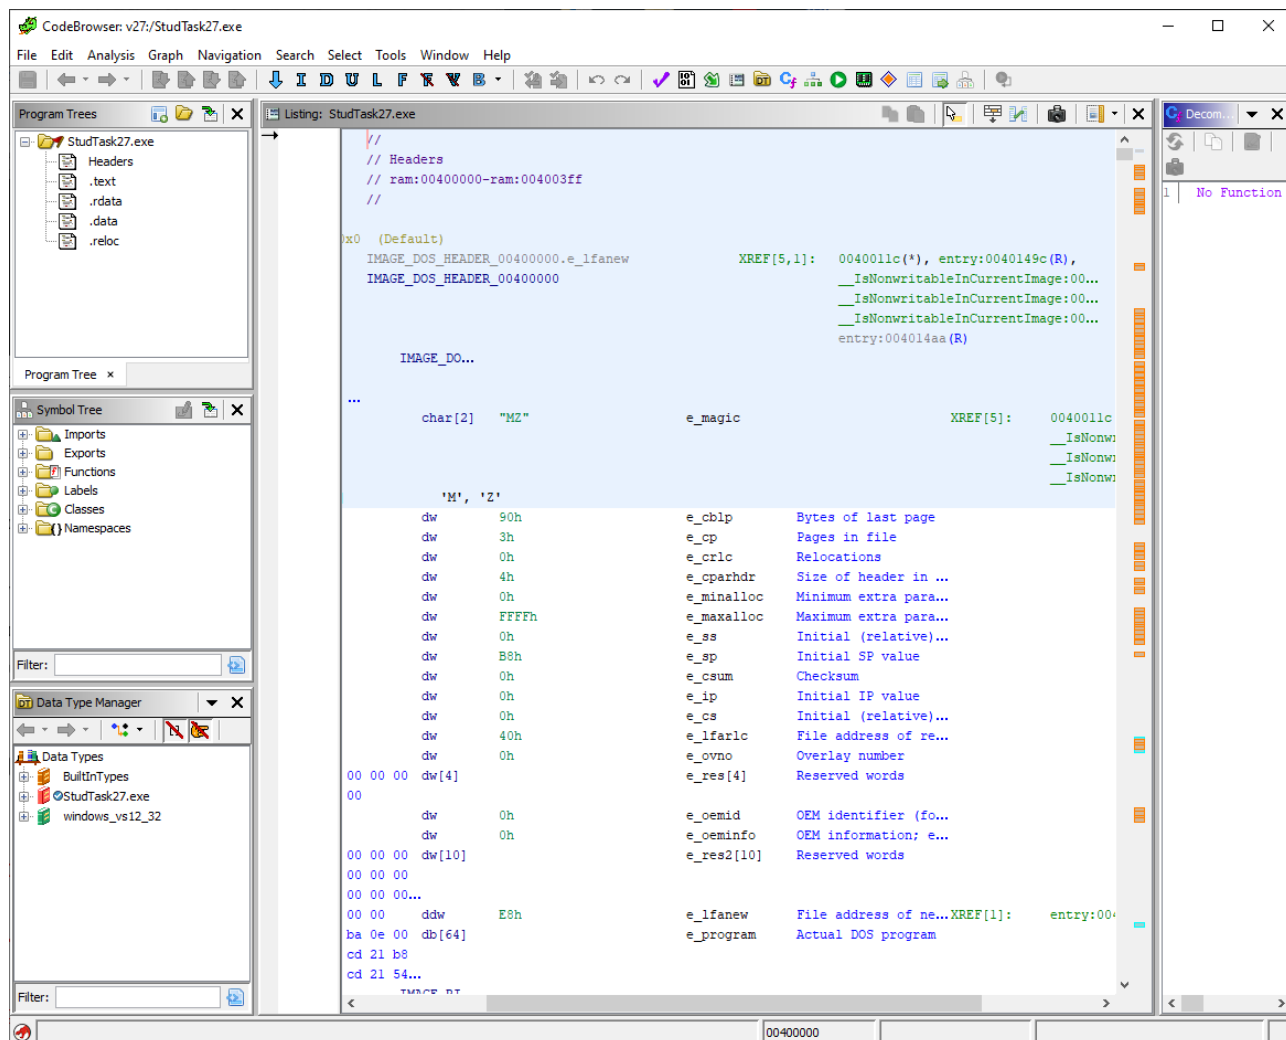 CodeBrowser: v27:/StudTask27.exe
File Edit Analysis Graph Navigation Search Select Tools Window Help
I D U L F B
Program Trees
StudTask27.exe
Headers
.text
.rdata
.data
.reloc
Program Tree ×
Symbol Tree
Imports
Exports
Functions
Labels
Classes
Namespaces
Filter:
Data Type Manager
Data Types
BuiltInTypes
StudTask27.exe
windows_vs12_32
Filter:
Listing: StudTask27.exe
//
// Headers
// ram:00400000-ram:004003ff
//
0x0 (Default)
IMAGE_DOS_HEADER_00400000.e_lfanew XREF[5,1]: 0040011c(*), entry:0040149c(R),
IMAGE_DOS_HEADER_00400000 __IsNonwritableInCurrentImage:00...
__IsNonwritableInCurrentImage:00...
__IsNonwritableInCurrentImage:00...
entry:004014aa(R)
IMAGE_DO...
...
char[2] "MZ" e_magic XREF[5]: 0040011c
__IsNonwr
__IsNonwr
__IsNonwr
'M', 'Z'
dw 90h e_cblp Bytes of last page
dw 3h e_cp Pages in file
dw 0h e_crlc Relocations
dw 4h e_cparhdr Size of header in ...
dw 0h e_minalloc Minimum extra para...
dw FFFFh e_maxalloc Maximum extra para...
dw 0h e_ss Initial (relative)...
dw B8h e_sp Initial SP value
dw 0h e_csum Checksum
dw 0h e_ip Initial IP value
dw 0h e_cs Initial (relative)...
dw 40h e_lfarlc File address of re...
dw 0h e_ovno Overlay number
00 00 00 dw[4] e_res[4] Reserved words
00
dw 0h e_oemid OEM identifier (fo...
dw 0h e_oeminfo OEM information; e...
00 00 00 dw[10] e_res2[10] Reserved words
00 00 00
00 00 00...
00 00 ddw E8h e_lfanew File address of ne... XREF[1]: entry:004
ba 0e 00 db[64] e_program Actual DOS program
cd 21 b8
cd 21 54...
Decom...
1 No Function
00400000